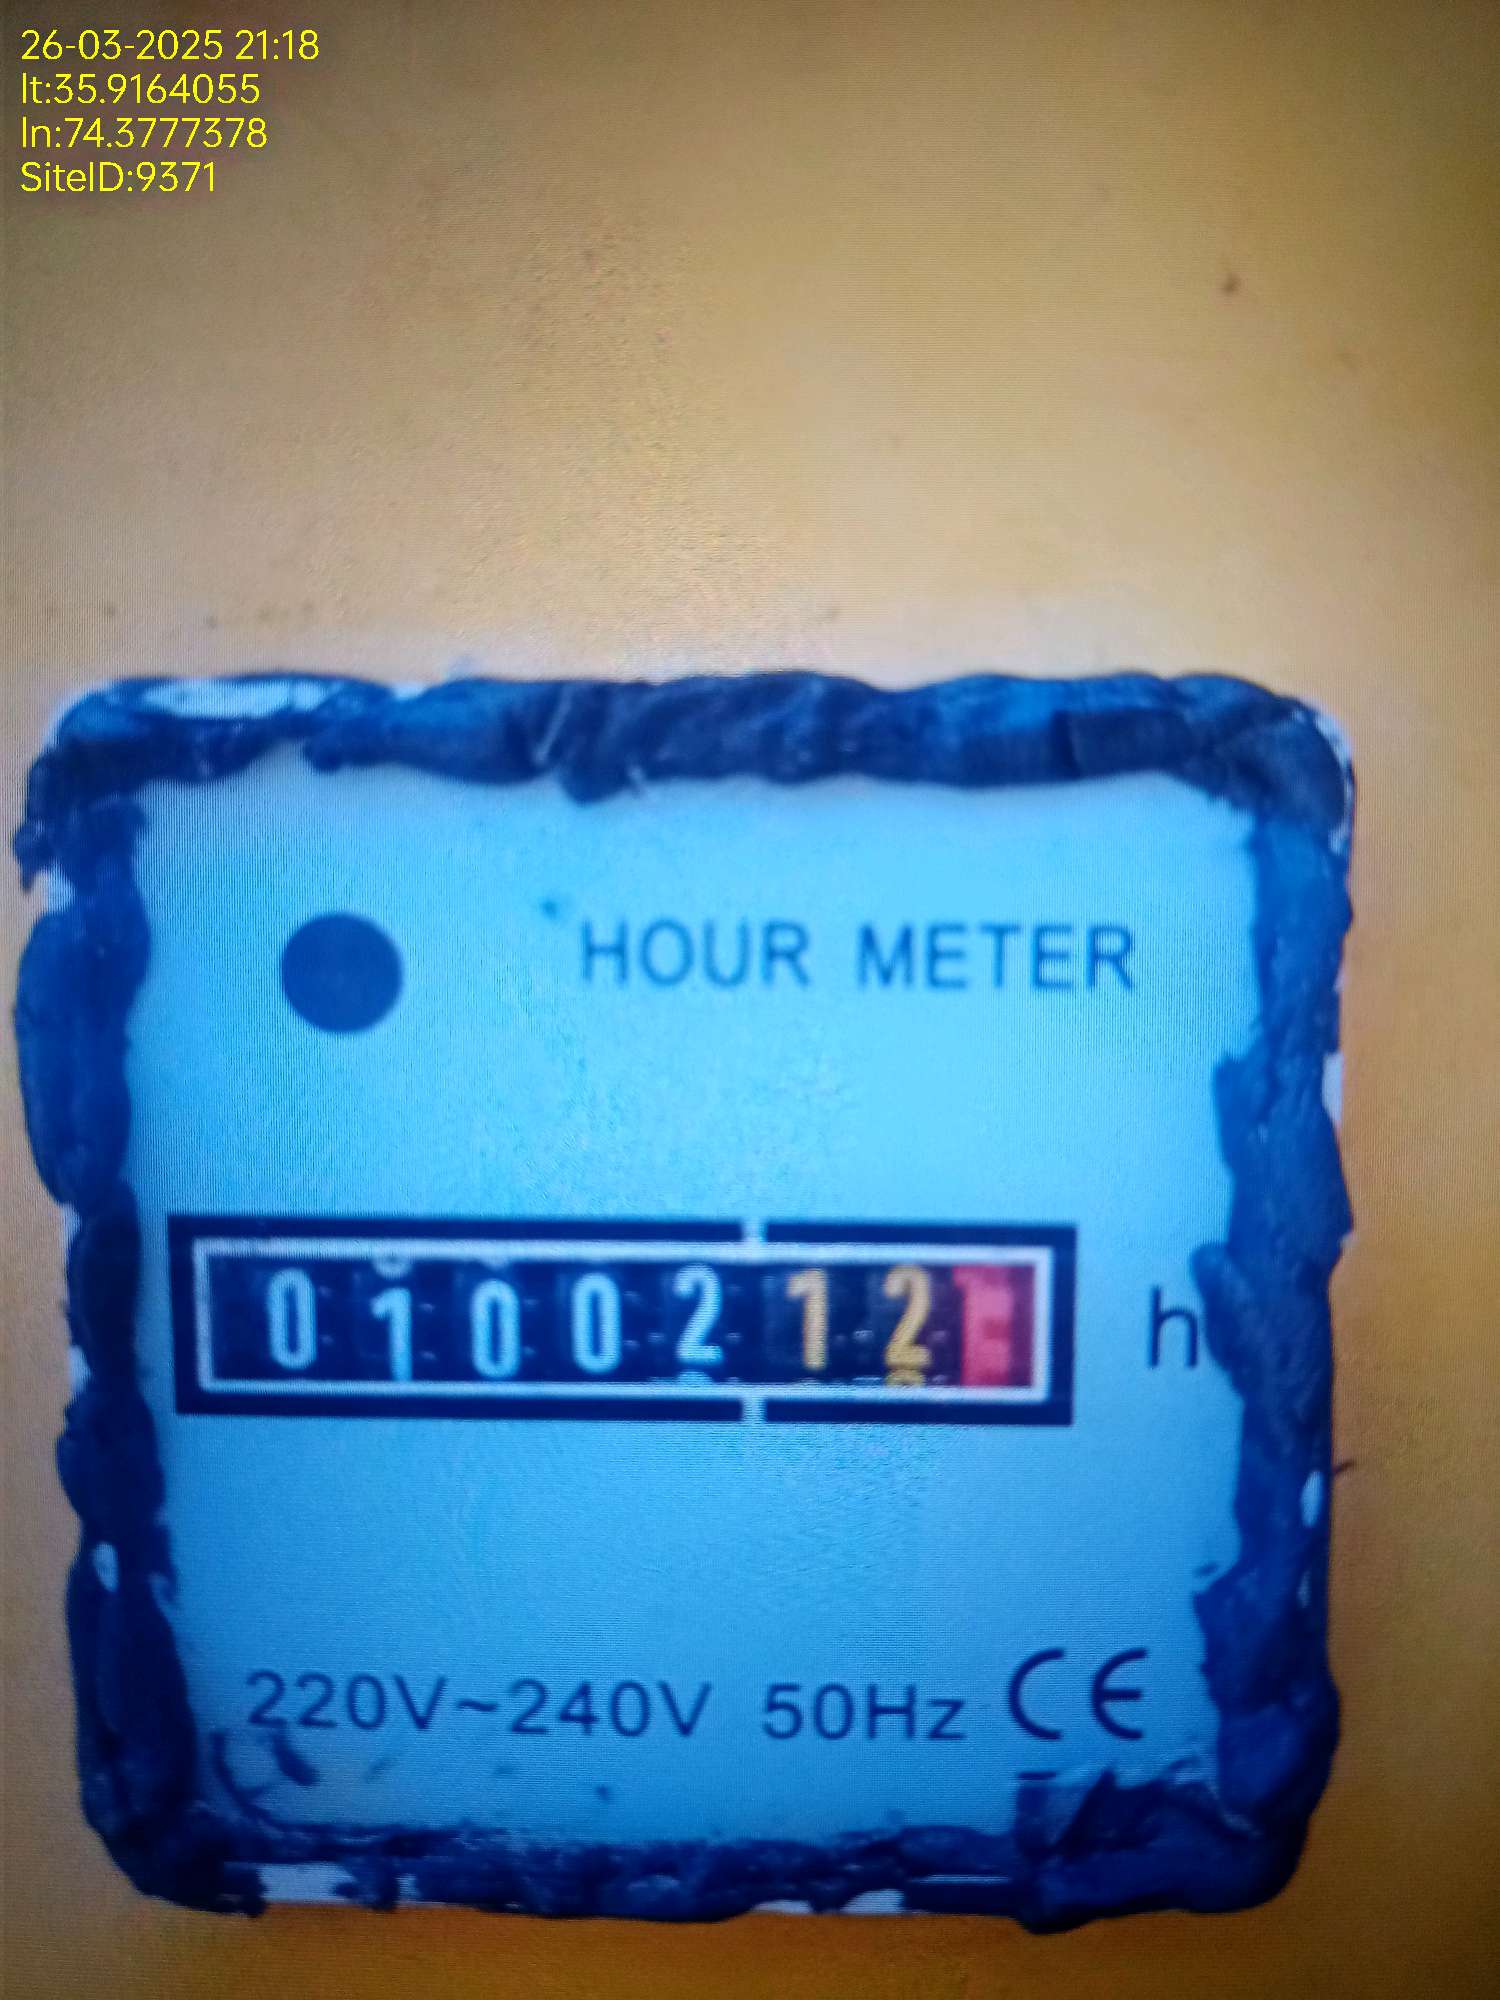 26-03-2025 21:18
lt:35.9164055
ln:74.3777378
SiteID:9371
HOUR METER
0100212 h
220V~240V 50Hz CE